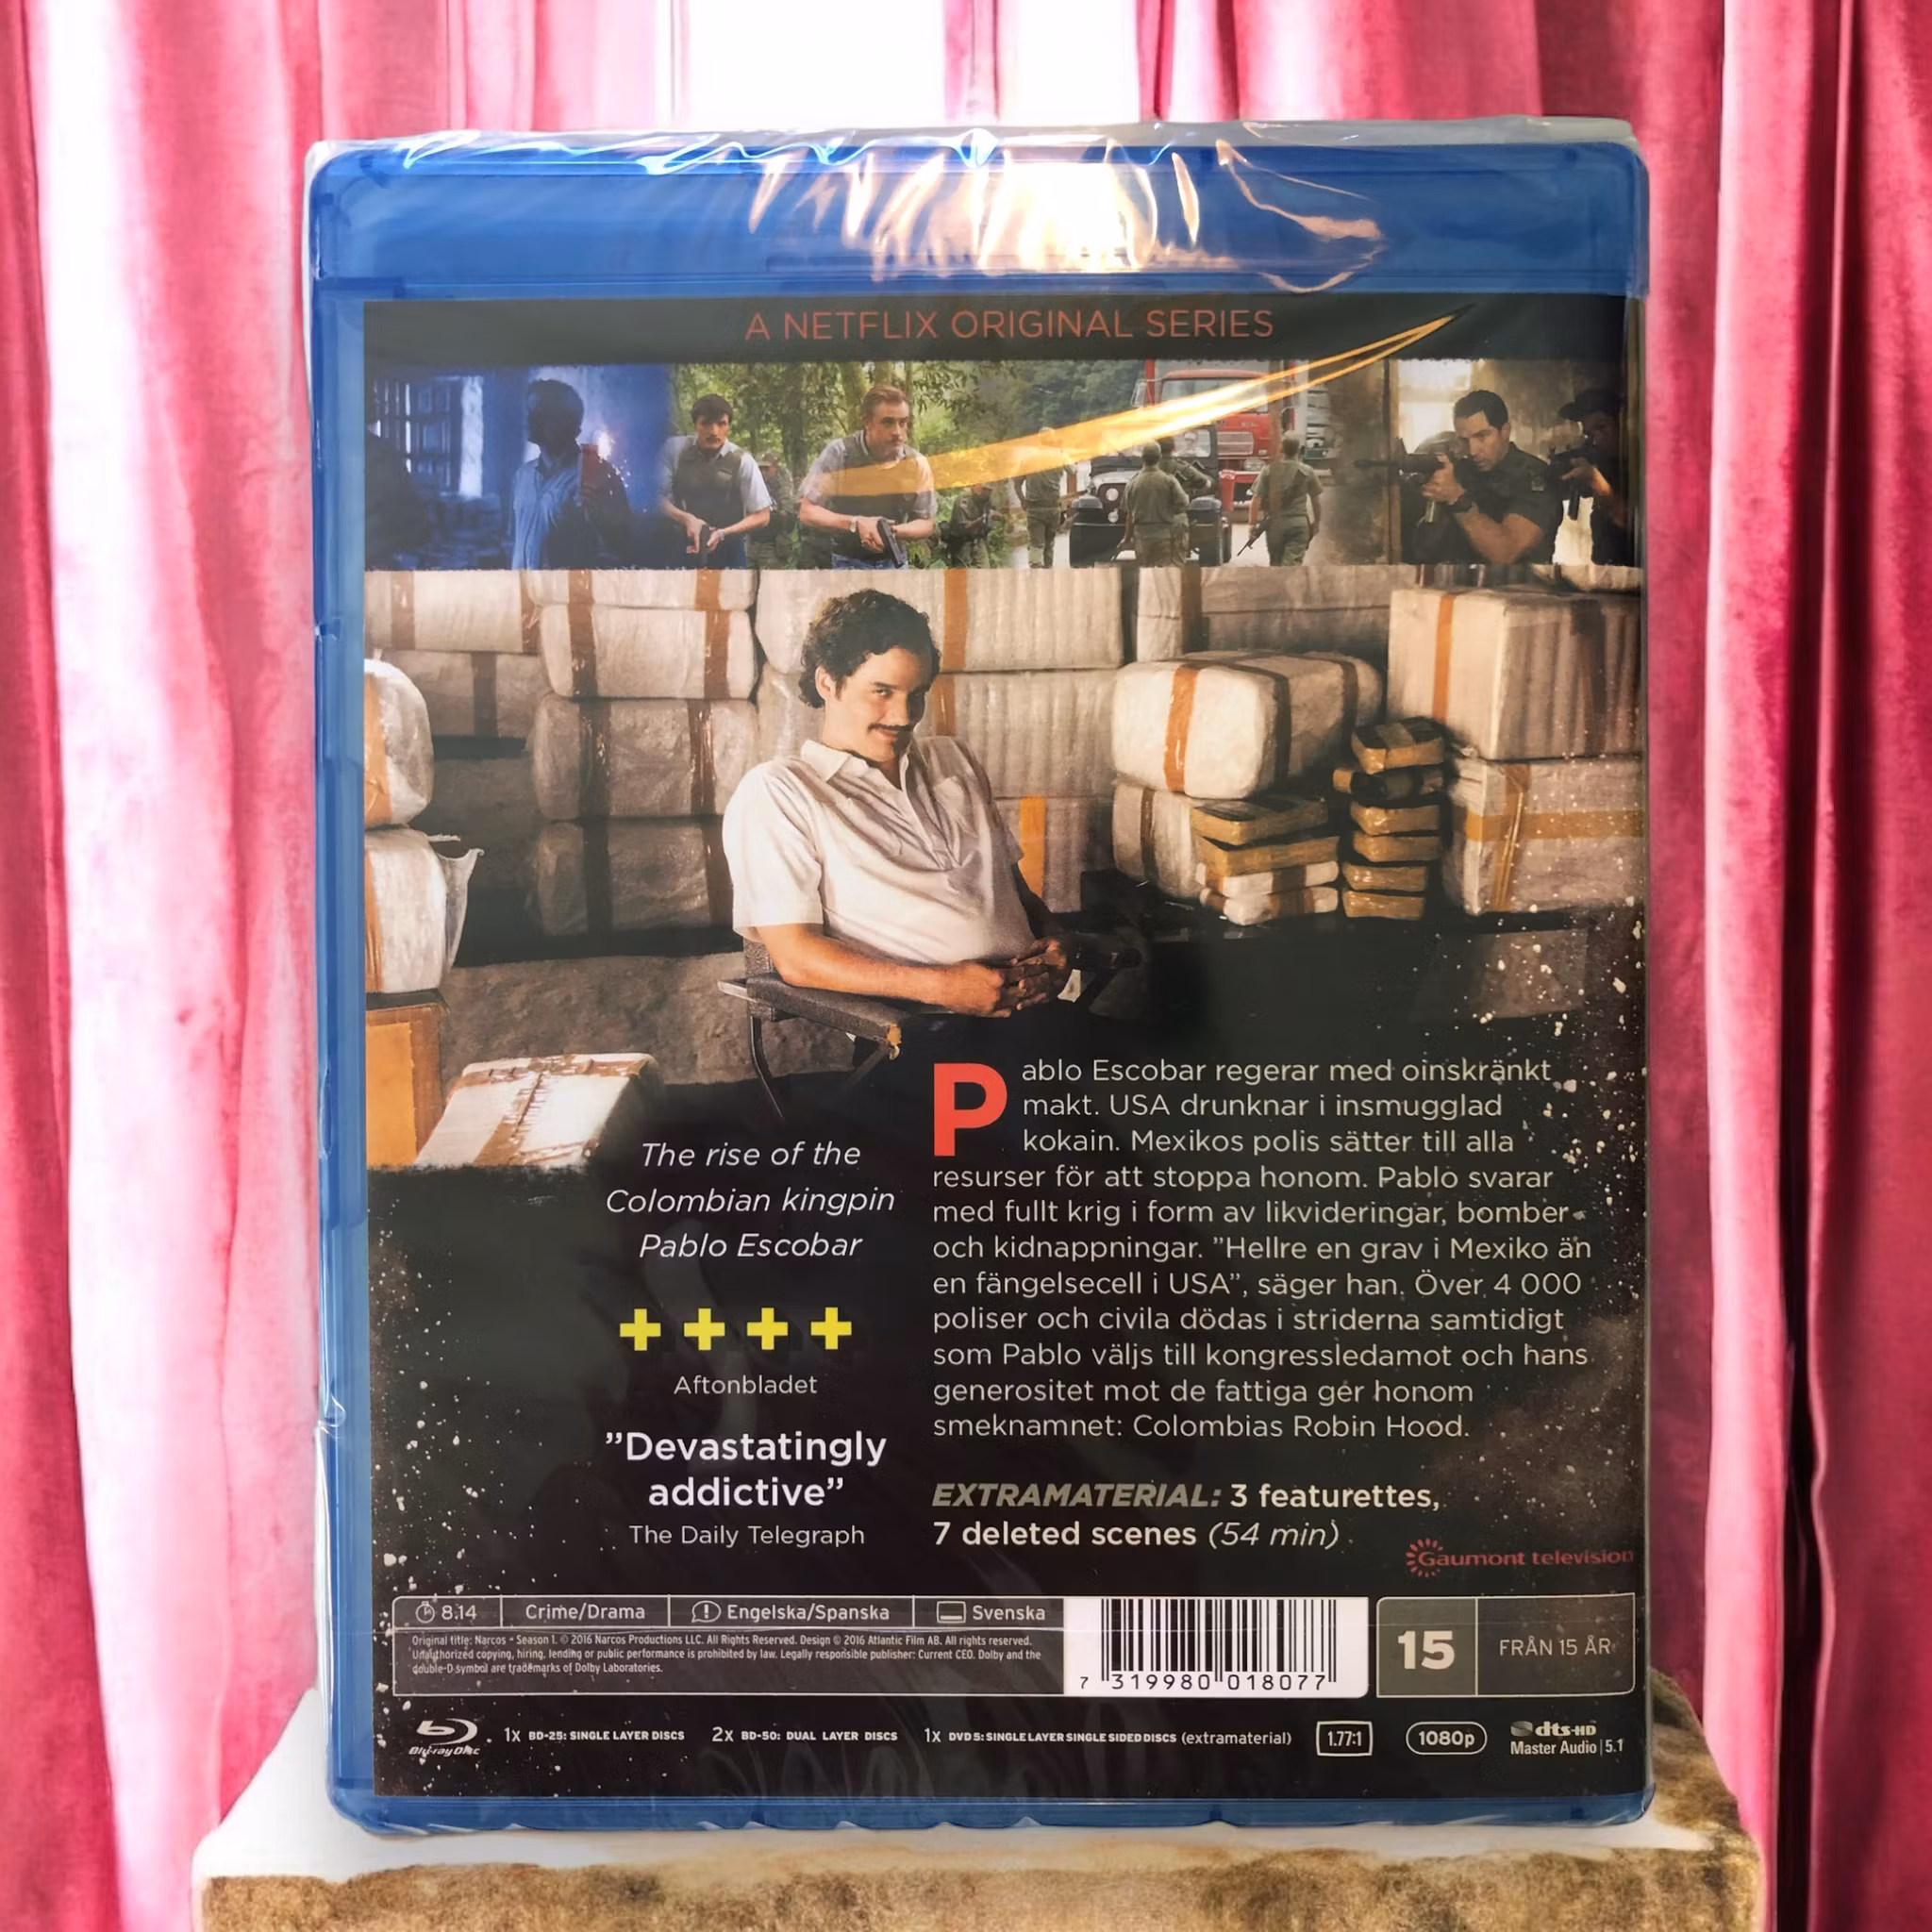 A NETFLIX ORIGINAL SERIES
The rise of the
Colombian kingpin
Pablo Escobar
Aftonbladet
”Devastatingly
addictive”
The Daily Telegraph
Pablo Escobar regerar med oinskränkt
makt. USA drunknar i insmugglad
kokain. Mexikos polis sätter till alla
resurser för att stoppa honom. Pablo svarar
med fullt krig i form av likvideringar, bomber
och kidnappningar. ”Hellre en grav i Mexiko än
en fängelsecell i USA”, säger han. Över 4 000
poliser och civila dödas i striderna samtidigt
som Pablo väljs till kongressledamot och hans
generositet mot de fattiga ger honom
smeknamnet: Colombias Robin Hood.
EXTRAMATERIAL: 3 featurettes,
7 deleted scenes (54 min)
Gaumont television
8.14 Crime/Drama Engelska/Spanska Svenska
Original title: Narcos - Season 1. © 2016 Narcos Productions LLC. All Rights Reserved. Design © 2016 Atlantic Film AB. All rights reserved.
Unauthorized copying, hiring, lending or public performance is prohibited by law. Legally responsible publisher: Current CEO. Dolby and the
double-D symbol are trademarks of Dolby Laboratories.
7 319980 018077
15 FRÅN 15 ÅR
Blu-ray Disc 1x BD-25: SINGLE LAYER DISCS 2x BD-50: DUAL LAYER DISCS 1x DVD 5: SINGLE LAYER SINGLE SIDED DISCS (extramaterial) 1.77:1 1080p dts-HD
Master Audio | 5.1